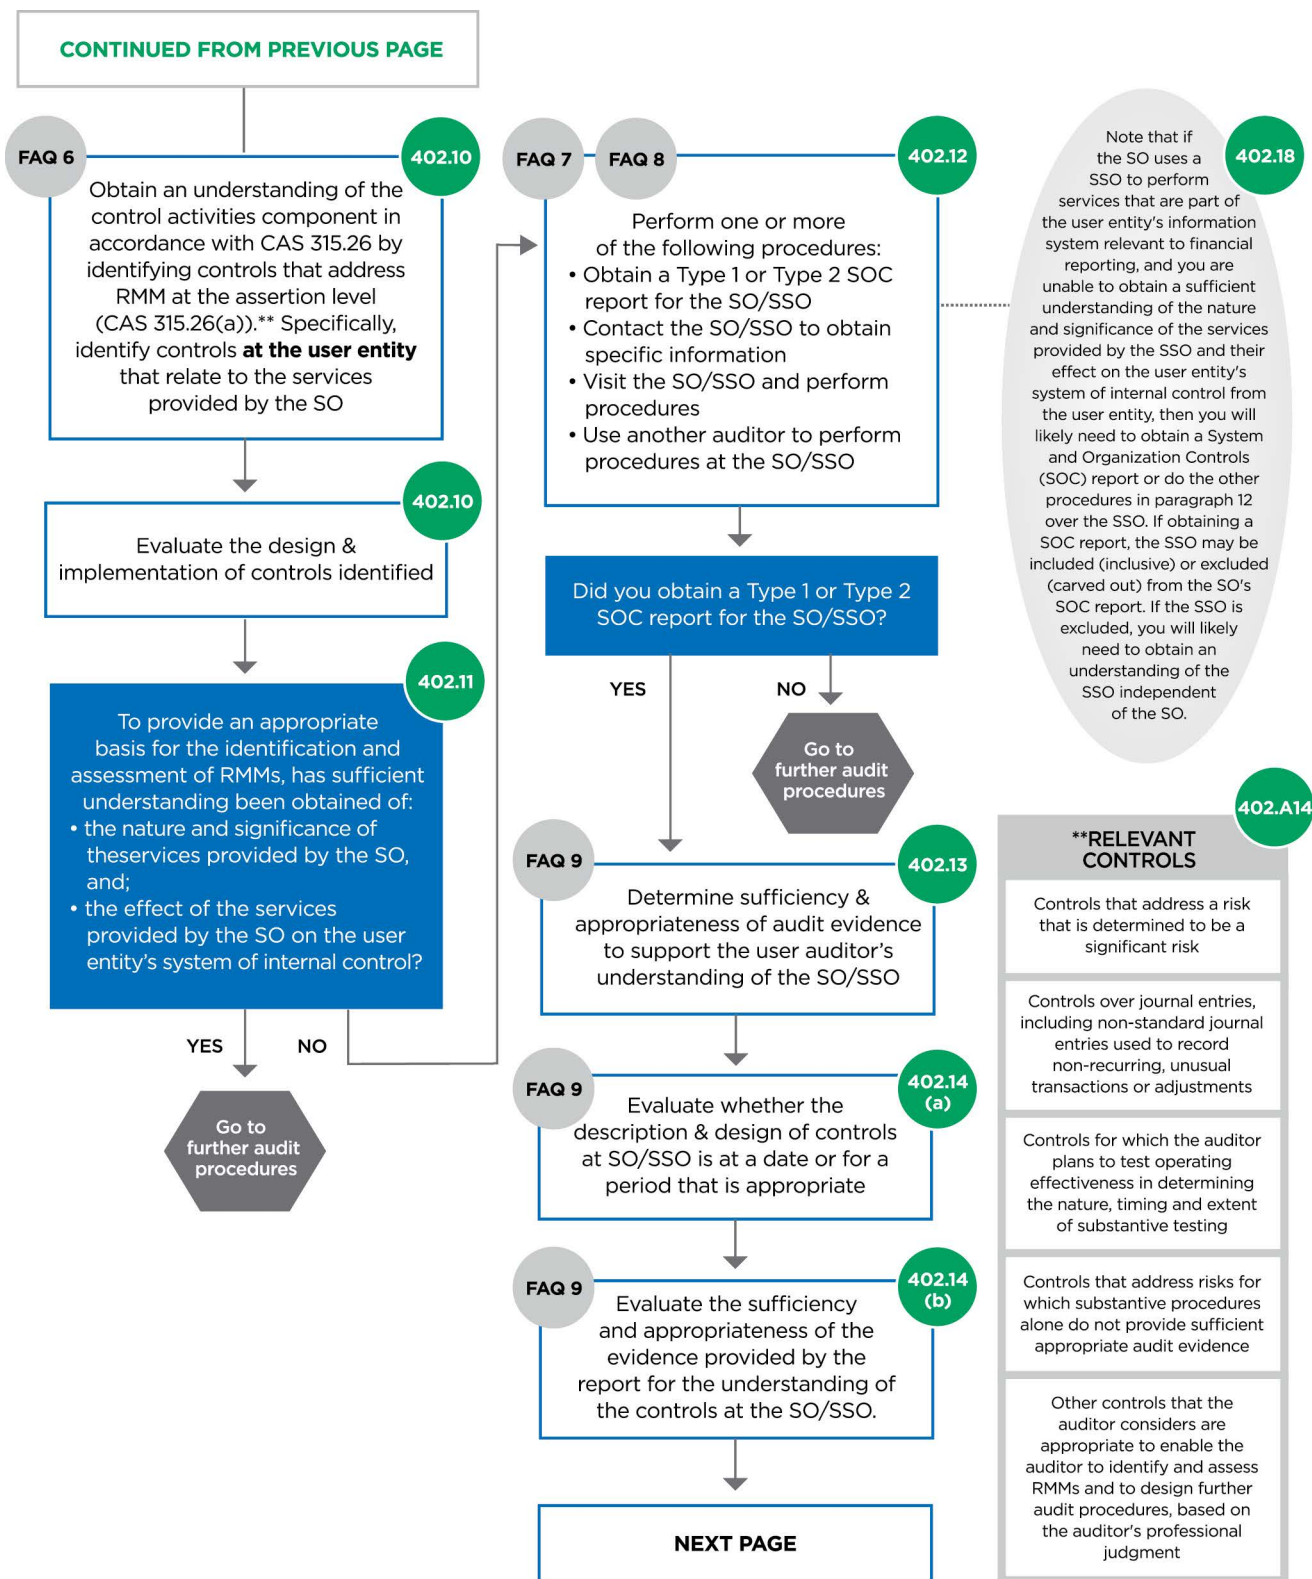 CONTINUED FROM PREVIOUS PAGE
FAQ 6
402.10
Obtain an understanding of the
control activities component in
accordance with CAS 315.26 by
identifying controls that address
RMM at the assertion level
(CAS 315.26(a)).** Specifically,
identify controls at the user entity
that relate to the services
provided by the SO
402.10
Evaluate the design &
implementation of controls identified
402.11
To provide an appropriate
basis for the identification and
assessment of RMMs, has sufficient
understanding been obtained of:
• the nature and significance of
theservices provided by the SO,
and;
• the effect of the services
provided by the SO on the user
entity's system of internal control?
YES
NO
Go to
further audit
procedures
FAQ 7
FAQ 8
402.12
Perform one or more
of the following procedures:
• Obtain a Type 1 or Type 2 SOC
report for the SO/SSO
• Contact the SO/SSO to obtain
specific information
• Visit the SO/SSO and perform
procedures
• Use another auditor to perform
procedures at the SO/SSO
Did you obtain a Type 1 or Type 2
SOC report for the SO/SSO?
YES
NO
Go to
further audit
procedures
FAQ 9
402.13
Determine sufficiency &
appropriateness of audit evidence
to support the user auditor’s
understanding of the SO/SSO
FAQ 9
402.14
(a)
Evaluate whether the
description & design of controls
at SO/SSO is at a date or for a
period that is appropriate
FAQ 9
402.14
(b)
Evaluate the sufficiency
and appropriateness of the
evidence provided by the
report for the understanding of
the controls at the SO/SSO.
NEXT PAGE
402.18
Note that if
the SO uses a
SSO to perform
services that are part of
the user entity's information
system relevant to financial
reporting, and you are
unable to obtain a sufficient
understanding of the nature
and significance of the services
provided by the SSO and their
effect on the user entity's
system of internal control from
the user entity, then you will
likely need to obtain a System
and Organization Controls
(SOC) report or do the other
procedures in paragraph 12
over the SSO. If obtaining a
SOC report, the SSO may be
included (inclusive) or excluded
(carved out) from the SO's
SOC report. If the SSO is
excluded, you will likely
need to obtain an
understanding of the
SSO independent
of the SO.
402.A14
**RELEVANT
CONTROLS
Controls that address a risk
that is determined to be a
significant risk
Controls over journal entries,
including non-standard journal
entries used to record
non-recurring, unusual
transactions or adjustments
Controls for which the auditor
plans to test operating
effectiveness in determining
the nature, timing and extent
of substantive testing
Controls that address risks for
which substantive procedures
alone do not provide sufficient
appropriate audit evidence
Other controls that the
auditor considers are
appropriate to enable the
auditor to identify and assess
RMMs and to design further
audit procedures, based on
the auditor's professional
judgment